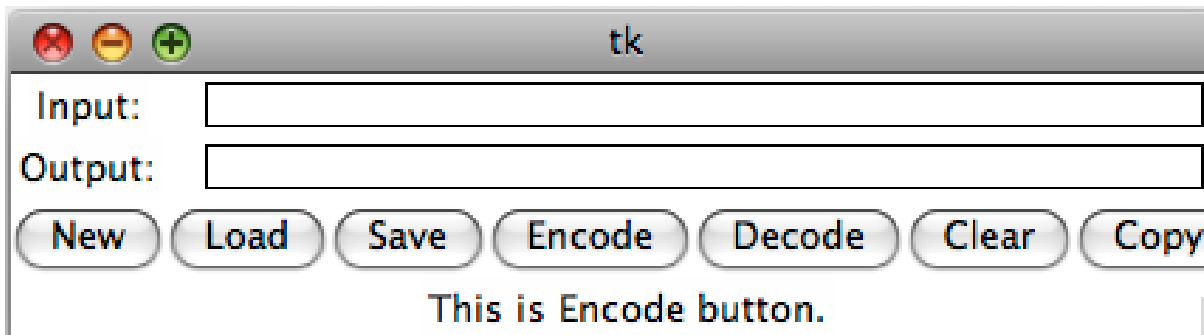 tk
Input:
Output:
New Load Save Encode Decode Clear Copy
This is Encode button.